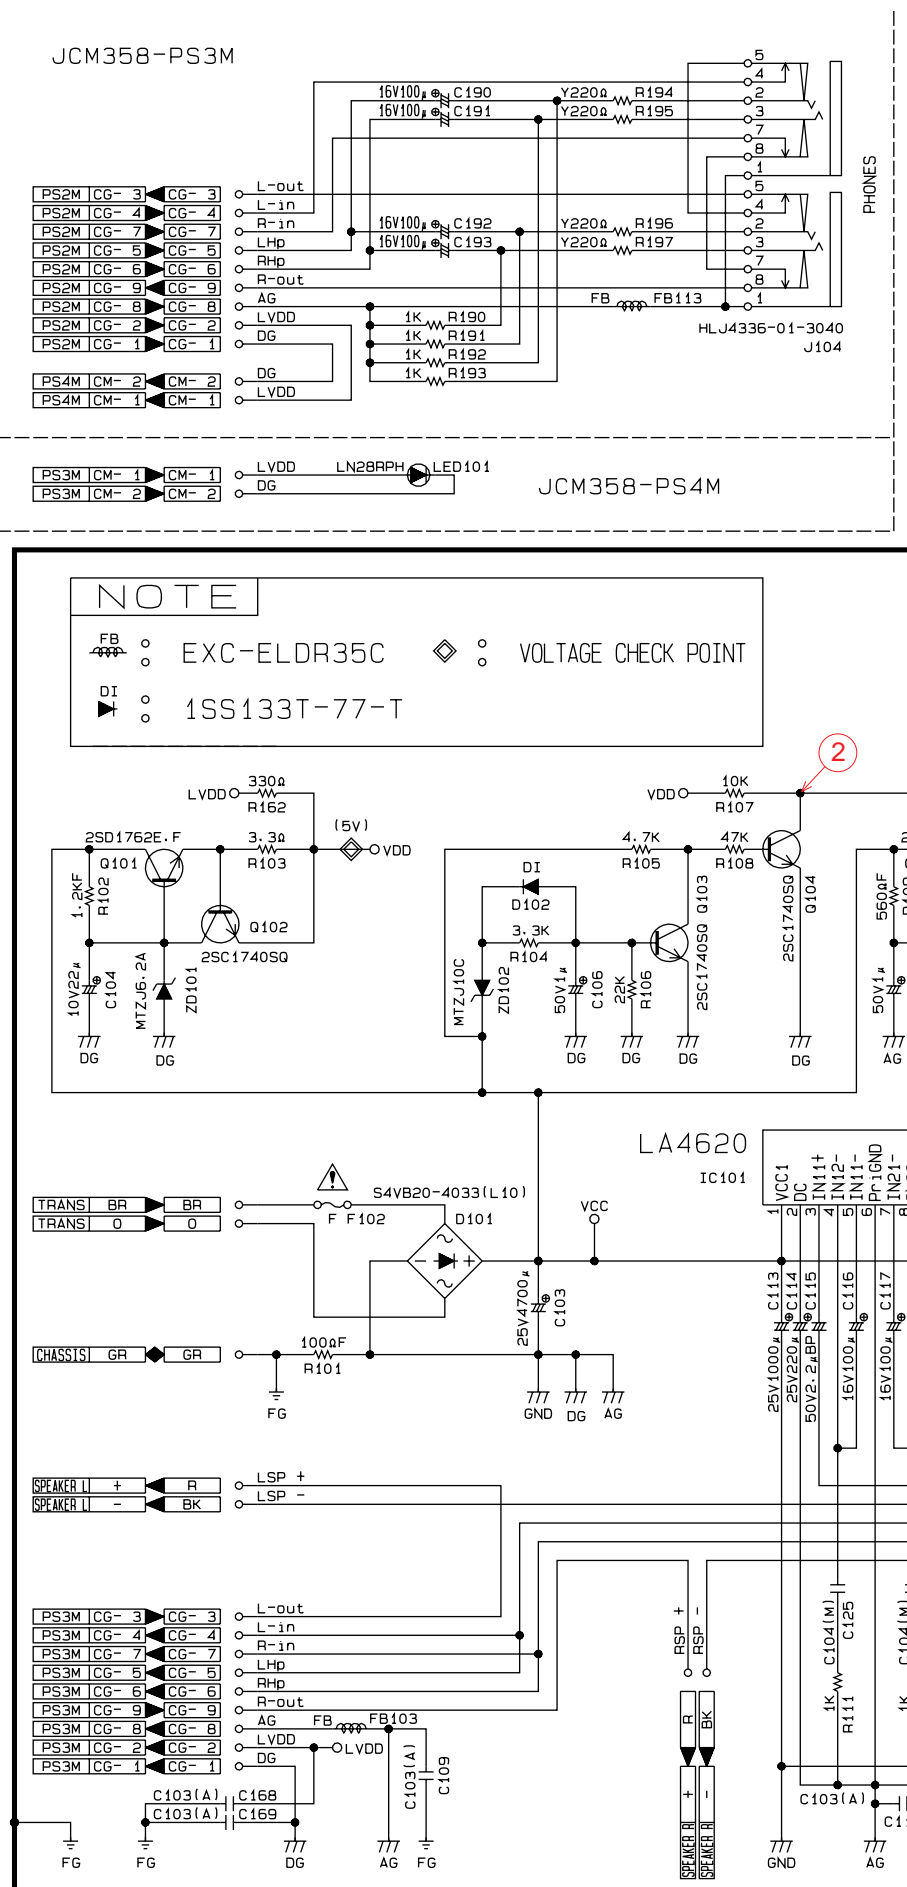 JCM358-PS3M
5
4
16V100μ C190 Y220Ω R194 2
16V100μ C191 Y220Ω R195 3
7
8
1
PHONES
PS2M CG- 3 CG- 3 L-out 5
PS2M CG- 4 CG- 4 L-in 4
PS2M CG- 7 CG- 7 R-in 16V100μ C192 Y220Ω R196 2
PS2M CG- 5 CG- 5 LHp 16V100μ C193 Y220Ω R197 3
PS2M CG- 6 CG- 6 RHp 7
PS2M CG- 9 CG- 9 R-out 8
PS2M CG- 8 CG- 8 AG FB FB113 1
PS2M CG- 2 CG- 2 LVDD 1K R190 HLJ4336-01-3040
PS2M CG- 1 CG- 1 DG 1K R191 J104
1K R192
PS4M CM- 2 CM- 2 DG 1K R193
PS4M CM- 1 CM- 1 LVDD
PS3M CM- 1 CM- 1 LVDD LN28RPH LED101
PS3M CM- 2 CM- 2 DG
JCM358-PS4M
NOTE
FB EXC-ELDR35C VOLTAGE CHECK POINT
DI 1SS133T-77-T
2
LVDD 330Ω R162
VDD 10K R107
2SD1762E.F Q101
3.3Ω R103
(5V) VDD
1.2KF R102
Q102 2SC1740SQ
10V22μ C104
MTZJ6.2A ZD101
DG DG
4.7K R105
47K R108
DI D102
3.3K R104
MTZJ10C ZD102
50V1μ C106
22K R106
2SC1740SQ Q103
2SC1740SQ Q104
DG DG DG DG
560ΩF
50V1μ
AG
LA4620
IC101
VCC1 DC IN11+ IN12- IN11- PriGND IN21-
1 2 3 4 5 6 7 8
TRANS BR BR F F102 S4VB20-4033(L10)
TRANS O O D101
VCC
25V4700μ C103
25V1000μ C113
25V220μ C114
50V2.2μBP C115
16V100μ C116
16V100μ C117
CHASSIS GR GR 100ΩF R101
FG GND DG AG
SPEAKER L + R LSP +
SPEAKER L - BK LSP -
PS3M CG- 3 CG- 3 L-out
PS3M CG- 4 CG- 4 L-in
PS3M CG- 7 CG- 7 R-in
PS3M CG- 5 CG- 5 LHp
PS3M CG- 6 CG- 6 RHp
PS3M CG- 9 CG- 9 R-out
PS3M CG- 8 CG- 8 AG FB FB103
PS3M CG- 2 CG- 2 LVDD LVDD
PS3M CG- 1 CG- 1 DG
C103(A) C168
C103(A) C169
C103(A) C109
RSP +
RSP -
R
BK
SPEAKER R +
SPEAKER R -
C104(M) C125
1K R111
C104(M)
1K
C103(A)
FG FG DG AG FG GND AG